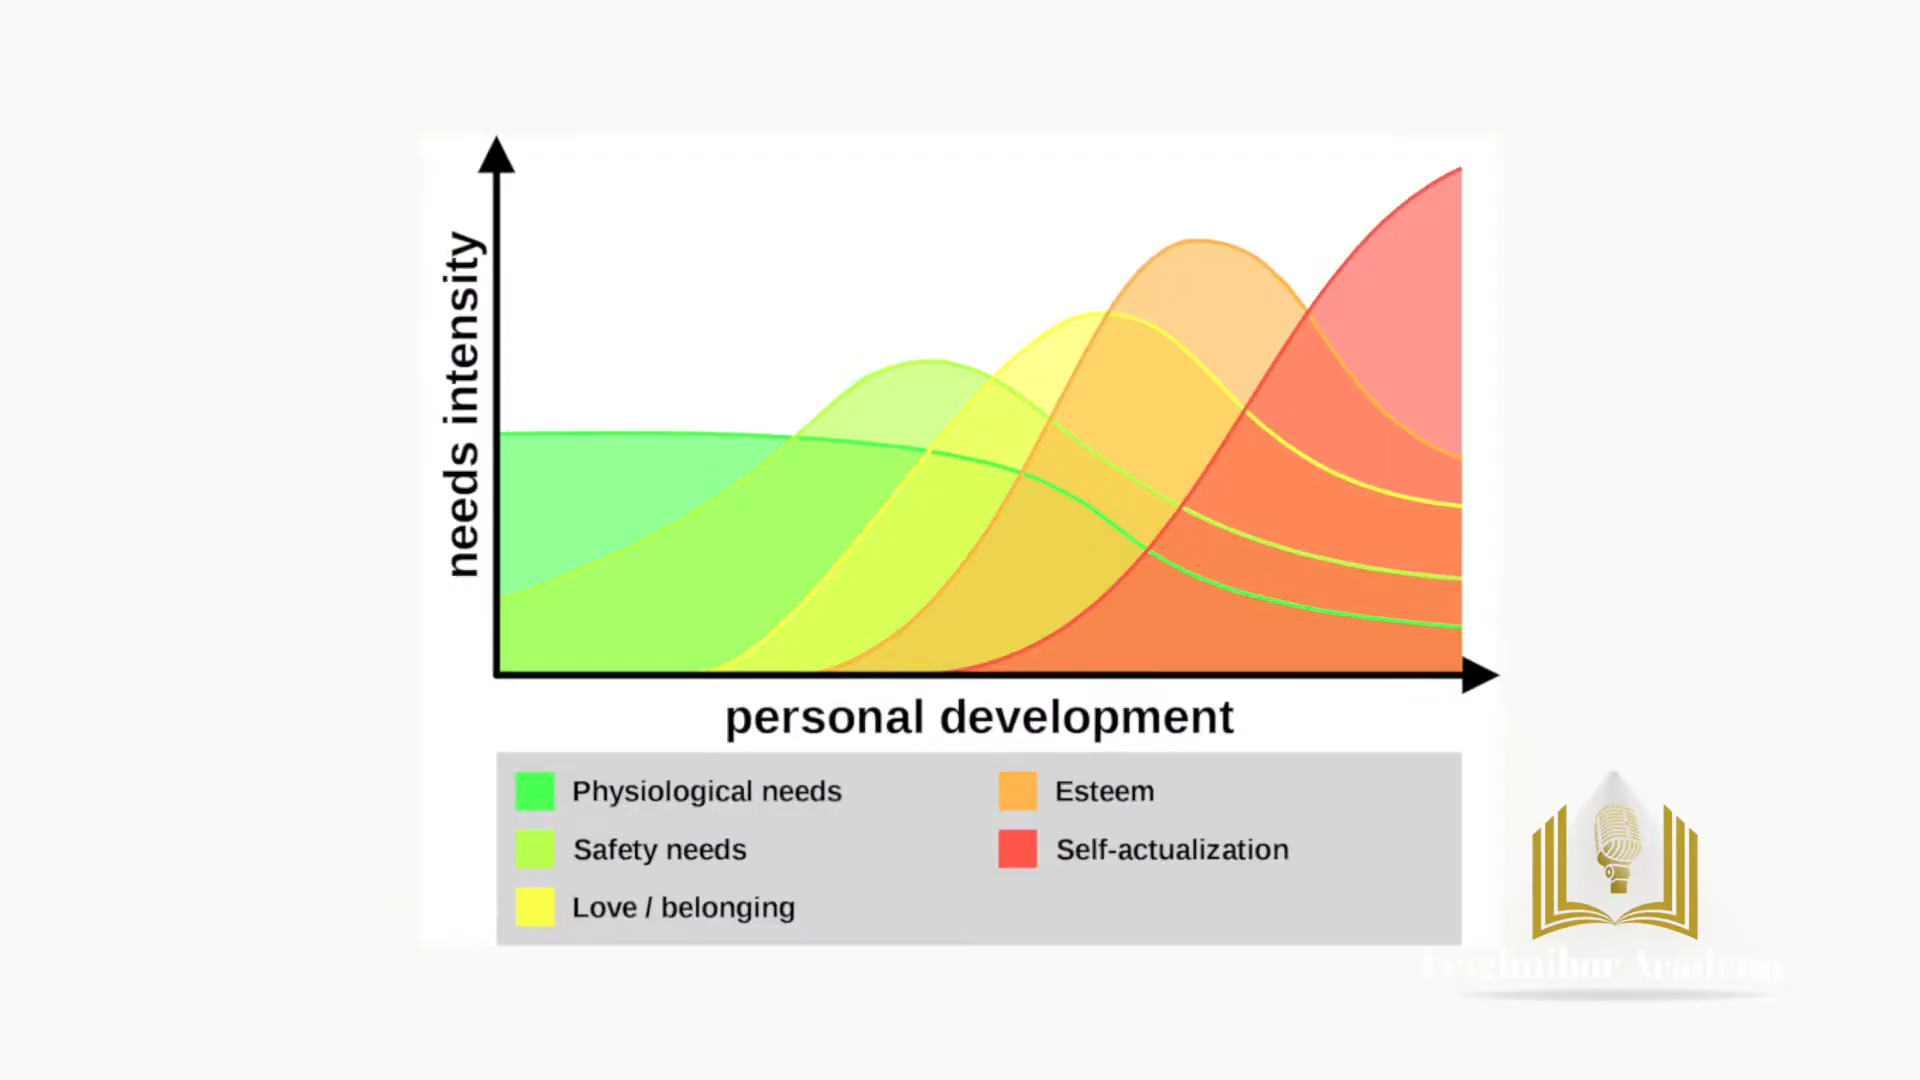 needs intensity
personal development
Physiological needs
Safety needs
Love / belonging
Esteem
Self-actualization